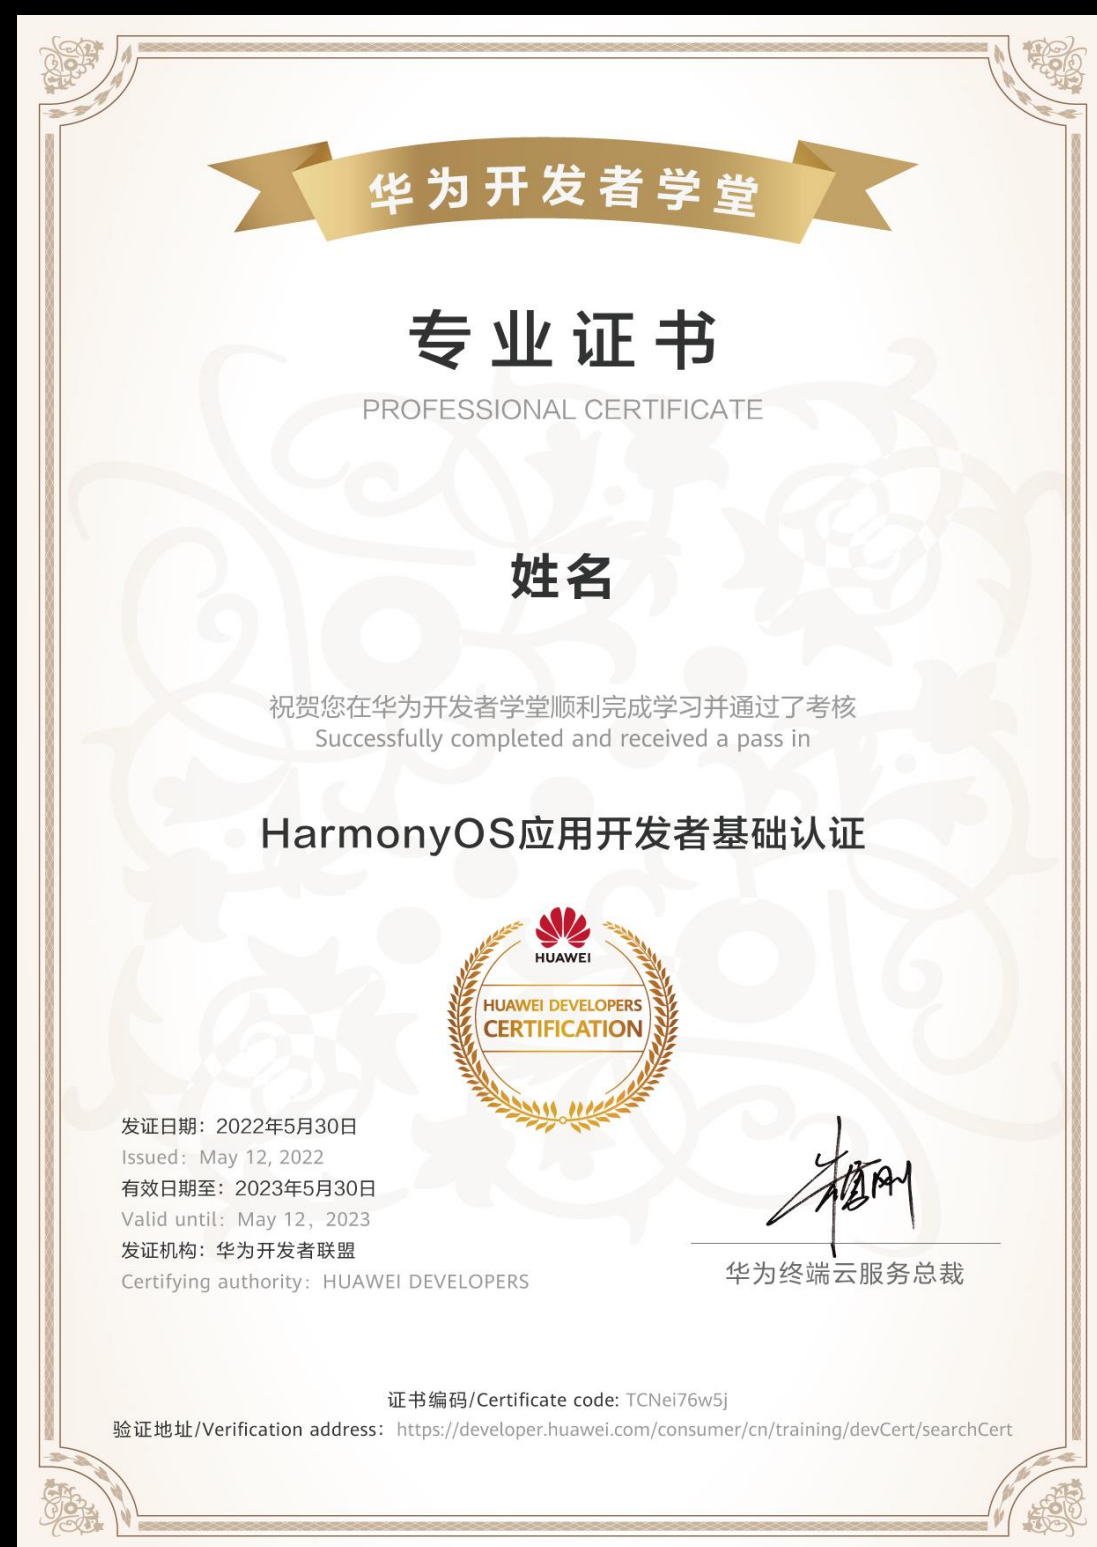 华为开发者学堂
专业证书
PROFESSIONAL CERTIFICATE
姓名
祝贺您在华为开发者学堂顺利完成学习并通过了考核
Successfully completed and received a pass in
HarmonyOS应用开发者基础认证
HUAWEI
HUAWEI DEVELOPERS
CERTIFICATION
发证日期：2022年5月30日
Issued：May 12, 2022
有效日期至：2023年5月30日
Valid until：May 12，2023
发证机构：华为开发者联盟
Certifying authority：HUAWEI DEVELOPERS
华为终端云服务总裁
证书编码/Certificate code: TCNei76w5j
验证地址/Verification address：https://developer.huawei.com/consumer/cn/training/devCert/searchCert